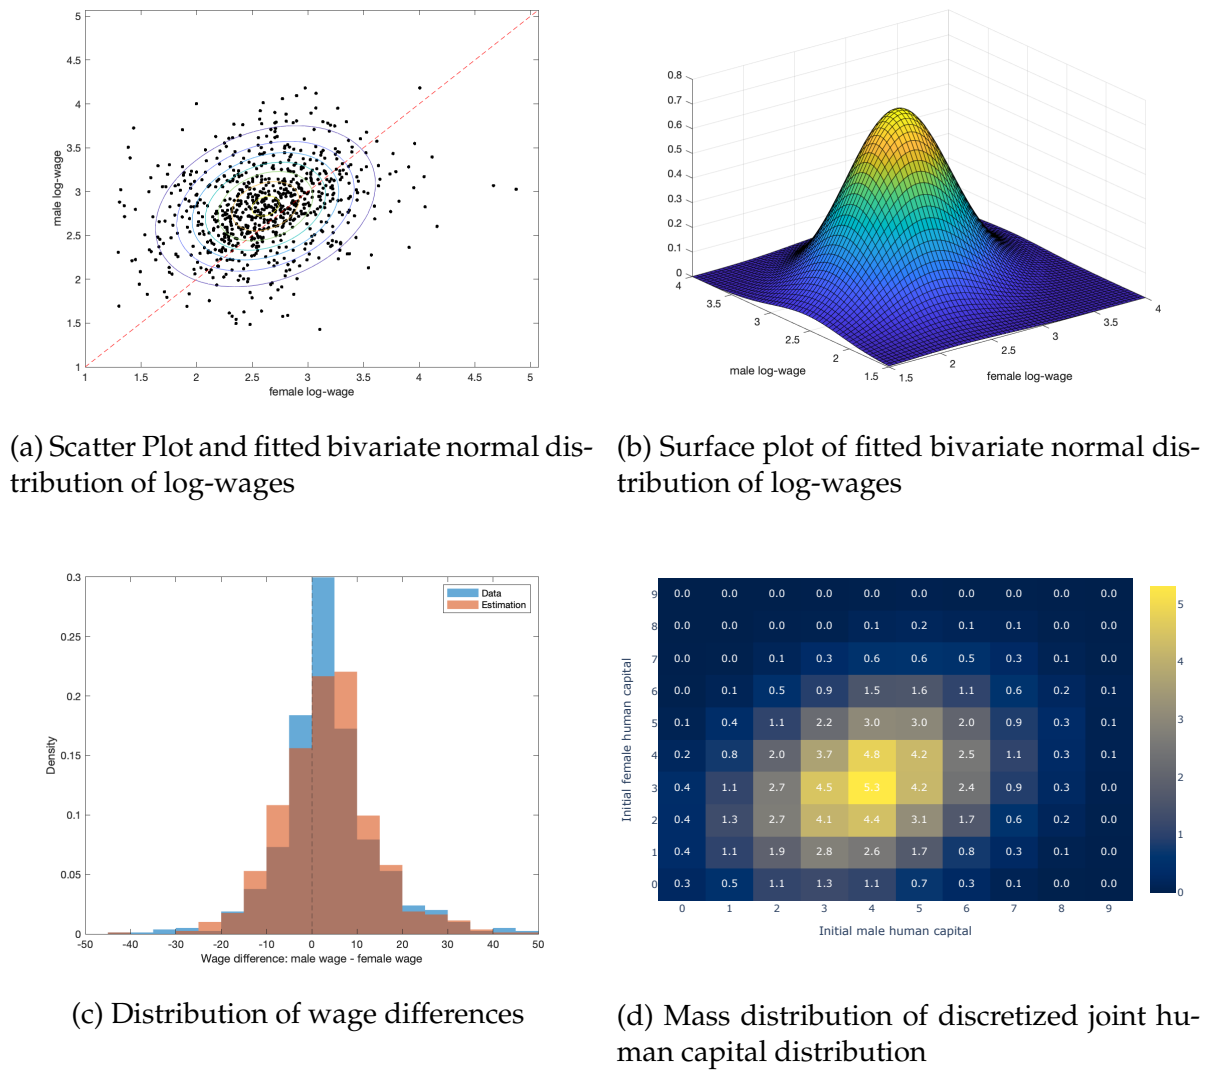 5
4.5
4
3.5
3
2.5
2
1.5
1
male log-wage
1 1.5 2 2.5 3 3.5 4 4.5 5
female log-wage
0.8
0.7
0.6
0.5
0.4
0.3
0.2
0.1
0
4 3.5 3 2.5 2 1.5
male log-wage
1.5 2 2.5 3 3.5 4
female log-wage
(a) Scatter Plot and fitted bivariate normal dis-
tribution of log-wages
(b) Surface plot of fitted bivariate normal dis-
tribution of log-wages
0.3
0.25
0.2
0.15
0.1
0.05
0
Density
Data
Estimation
-50 -40 -30 -20 -10 0 10 20 30 40 50
Wage difference: male wage - female wage
(c) Distribution of wage differences
Initial female human capital
9 0.0 0.0 0.0 0.0 0.0 0.0 0.0 0.0 0.0 0.0
8 0.0 0.0 0.0 0.0 0.1 0.2 0.1 0.1 0.0 0.0
7 0.0 0.0 0.1 0.3 0.6 0.6 0.5 0.3 0.1 0.0
6 0.0 0.1 0.5 0.9 1.5 1.6 1.1 0.6 0.2 0.1
5 0.1 0.4 1.1 2.2 3.0 3.0 2.0 0.9 0.3 0.1
4 0.2 0.8 2.0 3.7 4.8 4.2 2.5 1.1 0.3 0.1
3 0.4 1.1 2.7 4.5 5.3 4.2 2.4 0.9 0.3 0.0
2 0.4 1.3 2.7 4.1 4.4 3.1 1.7 0.6 0.2 0.0
1 0.4 1.1 1.9 2.8 2.6 1.7 0.8 0.3 0.1 0.0
0 0.3 0.5 1.1 1.3 1.1 0.7 0.3 0.1 0.0 0.0
0 1 2 3 4 5 6 7 8 9
Initial male human capital
5
4
3
2
1
0
(d) Mass distribution of discretized joint hu-
man capital distribution